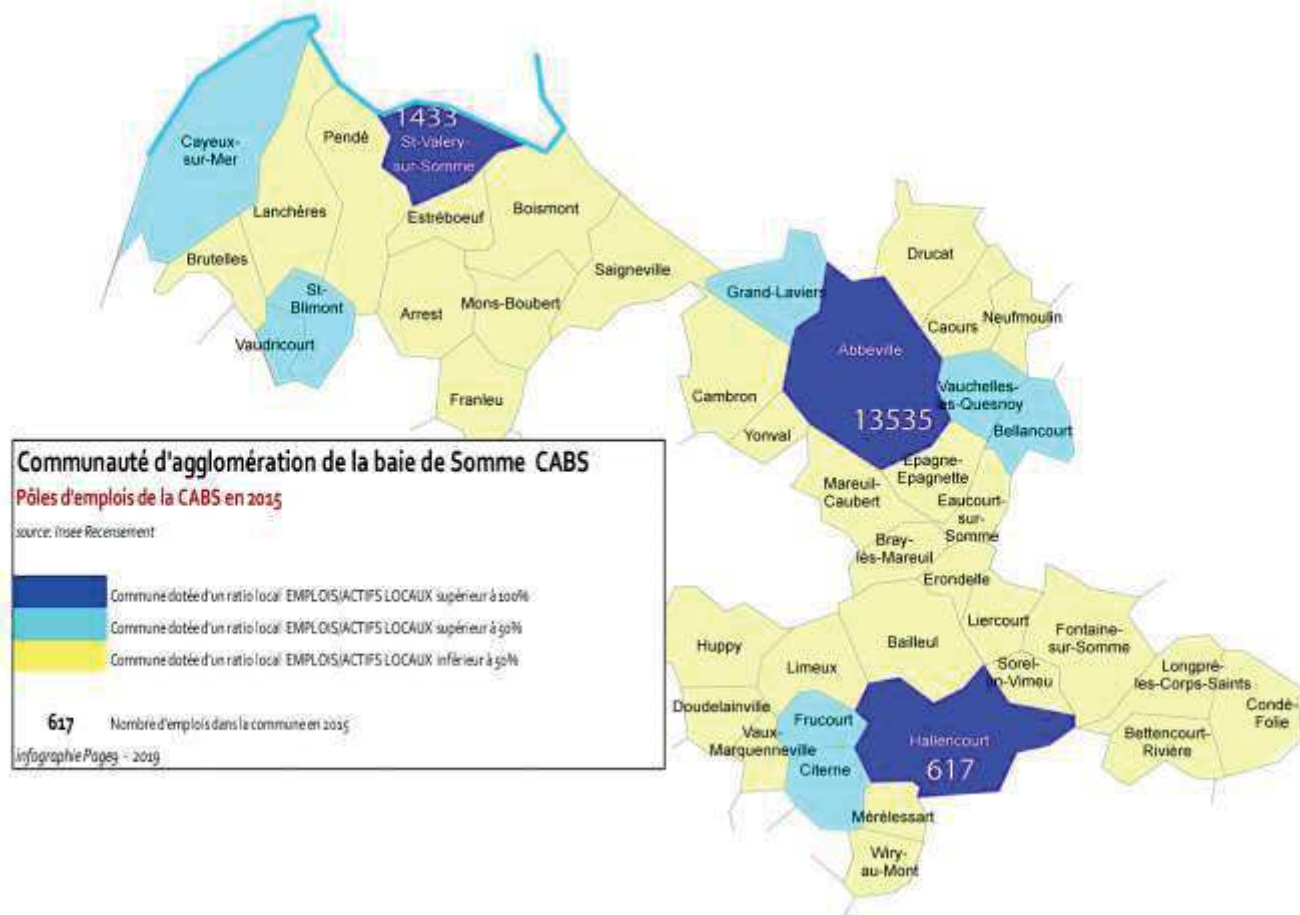 1433
St-Valery-
sur-Somme
Cayeux-
sur-Mer
Pendé
Lanchères
Estréboeuf
Boismont
Brutelles
Saigneville
St-
Blimont
Arrest
Mons-Boubert
Vaudricourt
Franleu
Drucat
Grand-Laviers
Caours
Neufmoulin
Abbeville
13535
Vauchelles-
les-Quesnoy
Bellancourt
Cambron
Yonval
Epagne-
Epagnette
Mareuil-
Caubert
Eaucourt-
sur-
Somme
Bray-
lès-Mareuil
Erondelle
Communauté d'agglomération de la baie de Somme CABS
Pôles d'emplois de la CABS en 2015
source: Insee Recensement
Commune dotée d'un ratio local EMPLOIS/ACTIFS LOCAUX supérieur à 100%
Commune dotée d'un ratio local EMPLOIS/ACTIFS LOCAUX supérieur à 50%
Commune dotée d'un ratio local EMPLOIS/ACTIFS LOCAUX inférieur à 50%
617 Nombre d'emplois dans la commune en 2015
infographie Page9 - 2019
Huppy
Limeux
Bailleul
Liercourt
Fontaine-
sur-Somme
Sorel-
en-Vimeu
Longpré-
les-Corps-Saints
Condé-
Folie
Doudelainville
Frucourt
Vaux-
Marquenneville
Citerne
Hallencourt
617
Bettencourt-
Rivière
Mérélessart
Wiry-
au-Mont